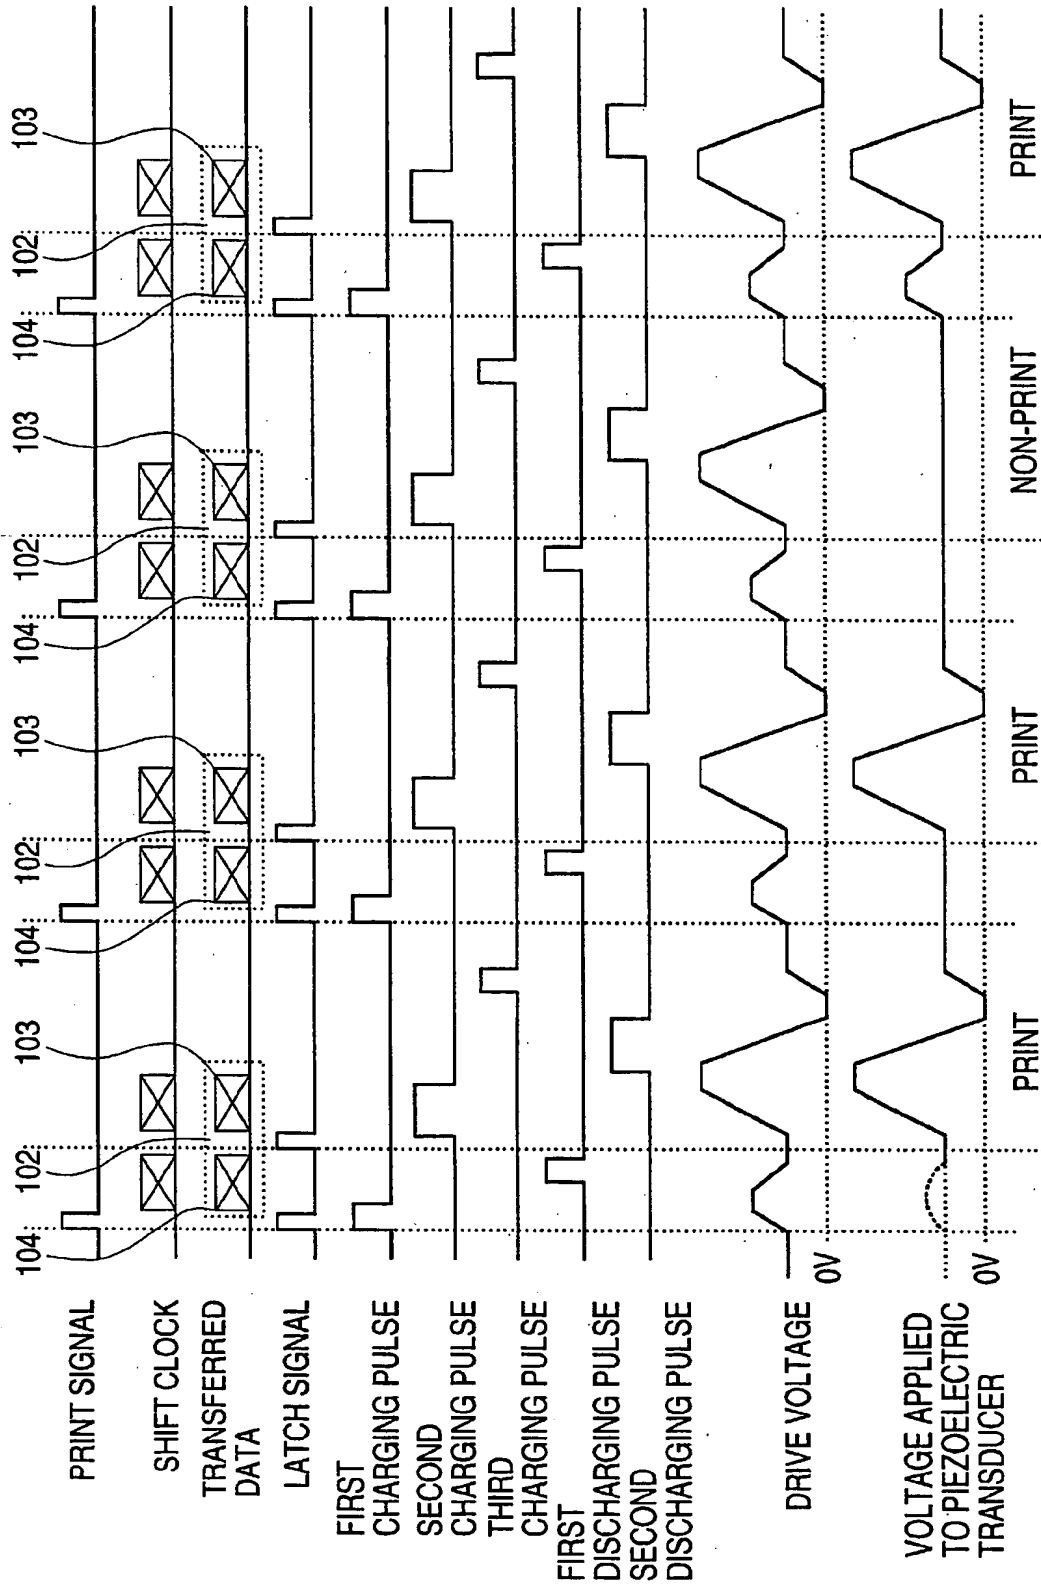 104 102 103 104 102 103 104 102 103 104 102 103
PRINT SIGNAL
SHIFT CLOCK
TRANSFERRED
DATA
LATCH SIGNAL
FIRST
CHARGING PULSE
SECOND
CHARGING PULSE
THIRD
CHARGING PULSE
FIRST
DISCHARGING PULSE
SECOND
DISCHARGING PULSE
DRIVE VOLTAGE
0V
VOLTAGE APPLIED
TO PIEZOELECTRIC
TRANSDUCER
0V
PRINT PRINT NON-PRINT PRINT